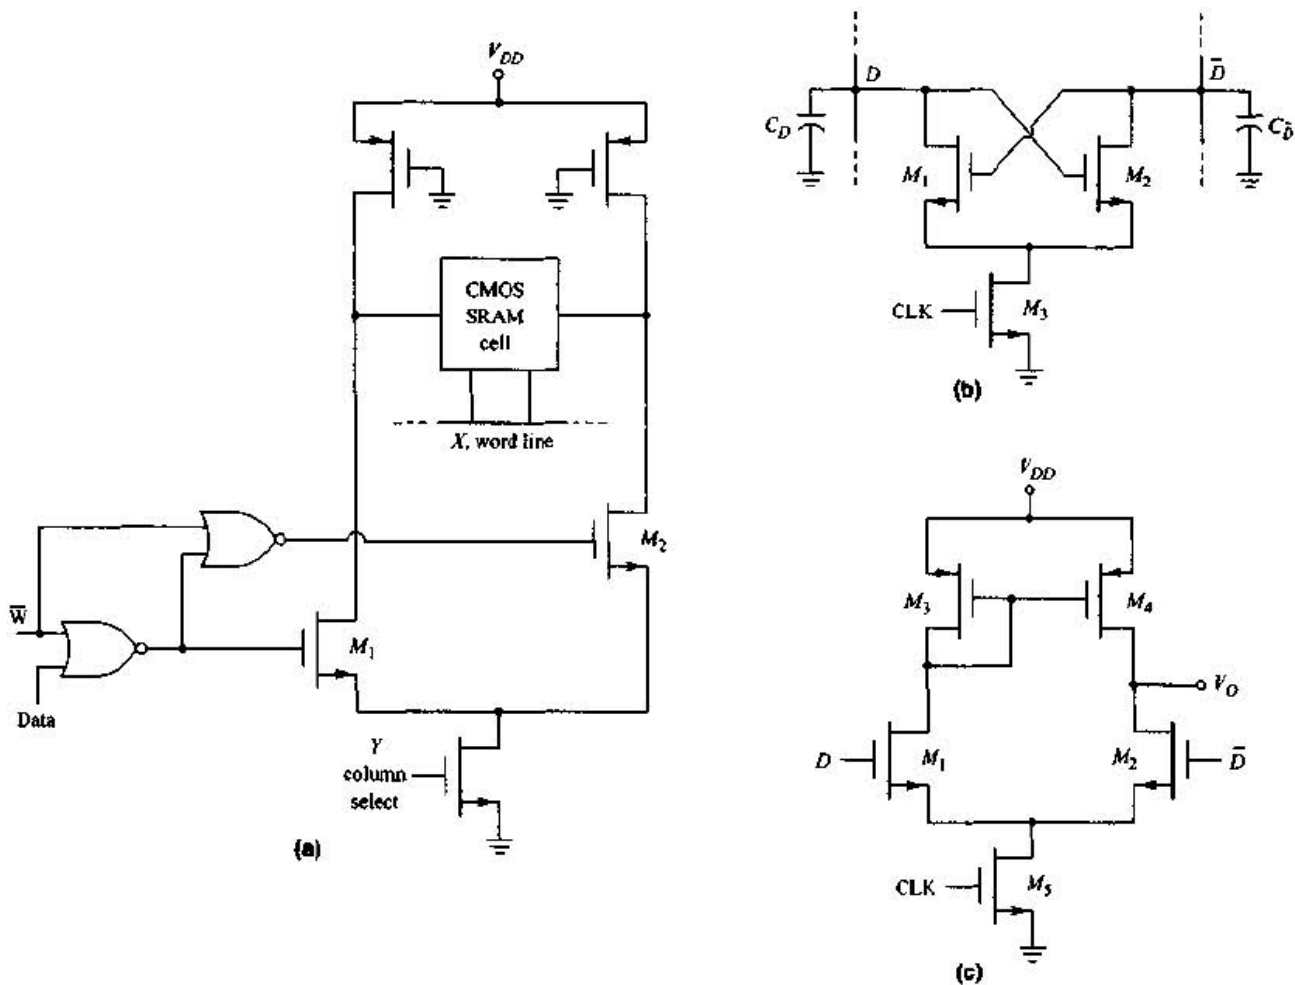 V_DD
CMOS
SRAM
cell
X, word line
M_2
W̅
M_1
Data
Y
column
select
(a)
D
D̅
C_D
C_D̅
M_1
M_2
CLK
M_3
(b)
V_DD
M_3
M_4
V_O
D
M_1
M_2
D̅
CLK
M_5
(c)